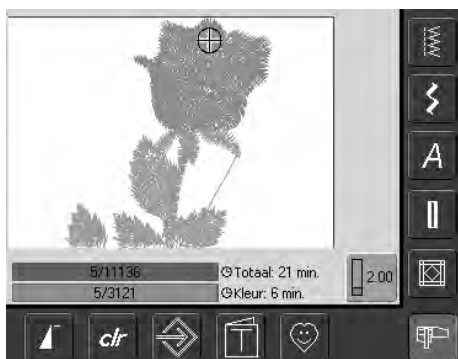 A
5/11136 Totaal: 21 min.
5/3121 Kleur: 6 min.
2.00
clr
T